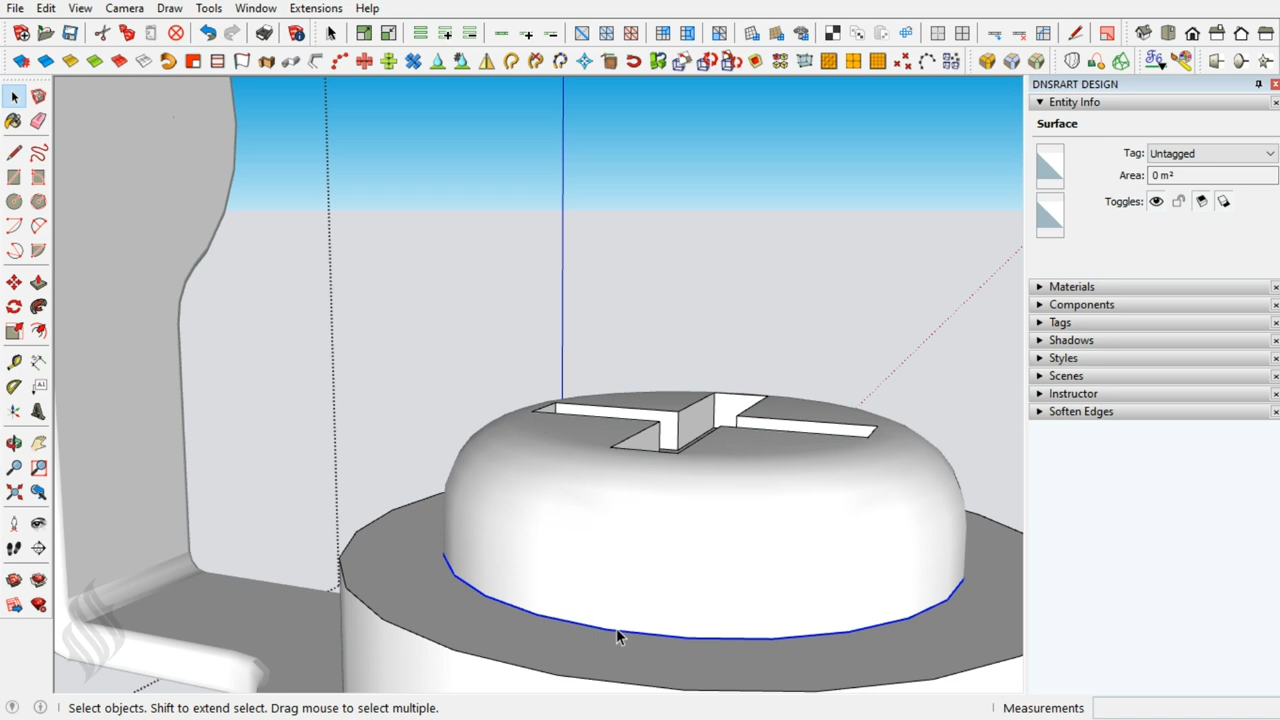 File Edit View Camera Draw Tools Window Extensions Help
DNSRART DESIGN
Entity Info
Surface
Tag: Untagged
Area: 0 m²
Toggles:
Materials
Components
Tags
Shadows
Styles
Scenes
Instructor
Soften Edges
Select objects. Shift to extend select. Drag mouse to select multiple.
Measurements